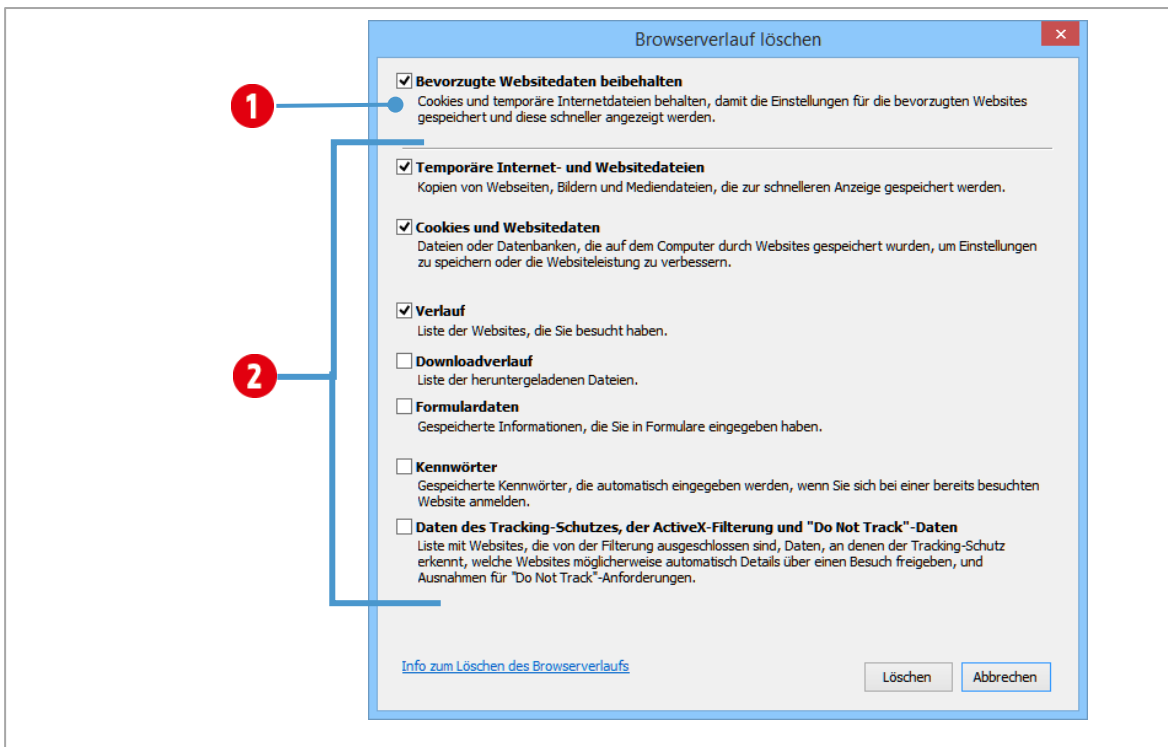 Browserverlauf löschen
Bevorzugte Websitedaten beibehalten
1
Cookies und temporäre Internetdateien behalten, damit die Einstellungen für die bevorzugten Websites
gespeichert und diese schneller angezeigt werden.
Temporäre Internet- und Websitedateien
Kopien von Webseiten, Bildern und Mediendateien, die zur schnelleren Anzeige gespeichert werden.
Cookies und Websitedaten
Dateien oder Datenbanken, die auf dem Computer durch Websites gespeichert wurden, um Einstellungen
zu speichern oder die Websiteleistung zu verbessern.
Verlauf
Liste der Websites, die Sie besucht haben.
Downloadverlauf
2
Liste der heruntergeladenen Dateien.
Formulardaten
Gespeicherte Informationen, die Sie in Formulare eingegeben haben.
Kennwörter
Gespeicherte Kennwörter, die automatisch eingegeben werden, wenn Sie sich bei einer bereits besuchten
Website anmelden.
Daten des Tracking-Schutzes, der ActiveX-Filterung und "Do Not Track"-Daten
Liste mit Websites, die von der Filterung ausgeschlossen sind, Daten, an denen der Tracking-Schutz
erkennt, welche Websites möglicherweise automatisch Details über einen Besuch freigeben, und
Ausnahmen für "Do Not Track"-Anforderungen.
Info zum Löschen des Browserverlaufs
Löschen
Abbrechen